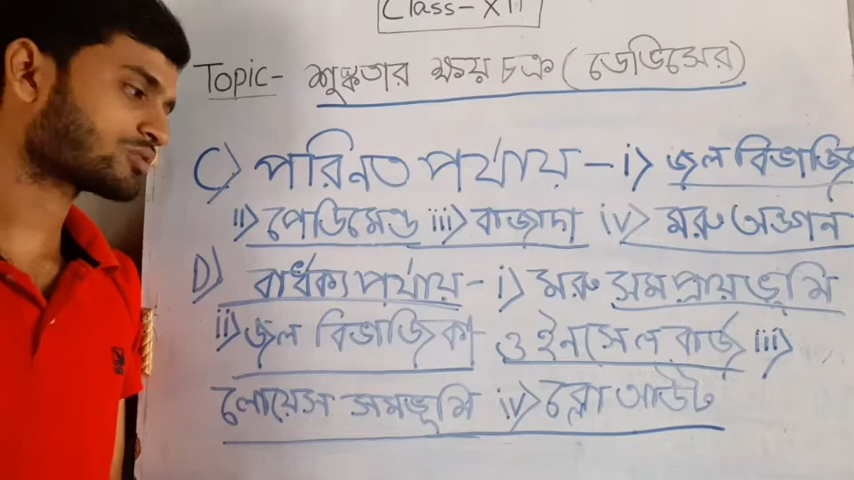 Class-XII
Topic- শুষ্কতার ক্ষয় চক্র (ডেভিসের)
C) পরিনত পর্যায় - i) জল বিভাজি
ii) পেডিমেন্ড iii) বাজাদা iv) মরু অঙ্গন
D) বার্ধক্য পর্যায় - i) মরু সমপ্রায়ভূমি
ii) জল বিভাজিকা ও ইনসেলবার্জ iii)
লোয়েস সমভূমি iv) ব্লো আউট